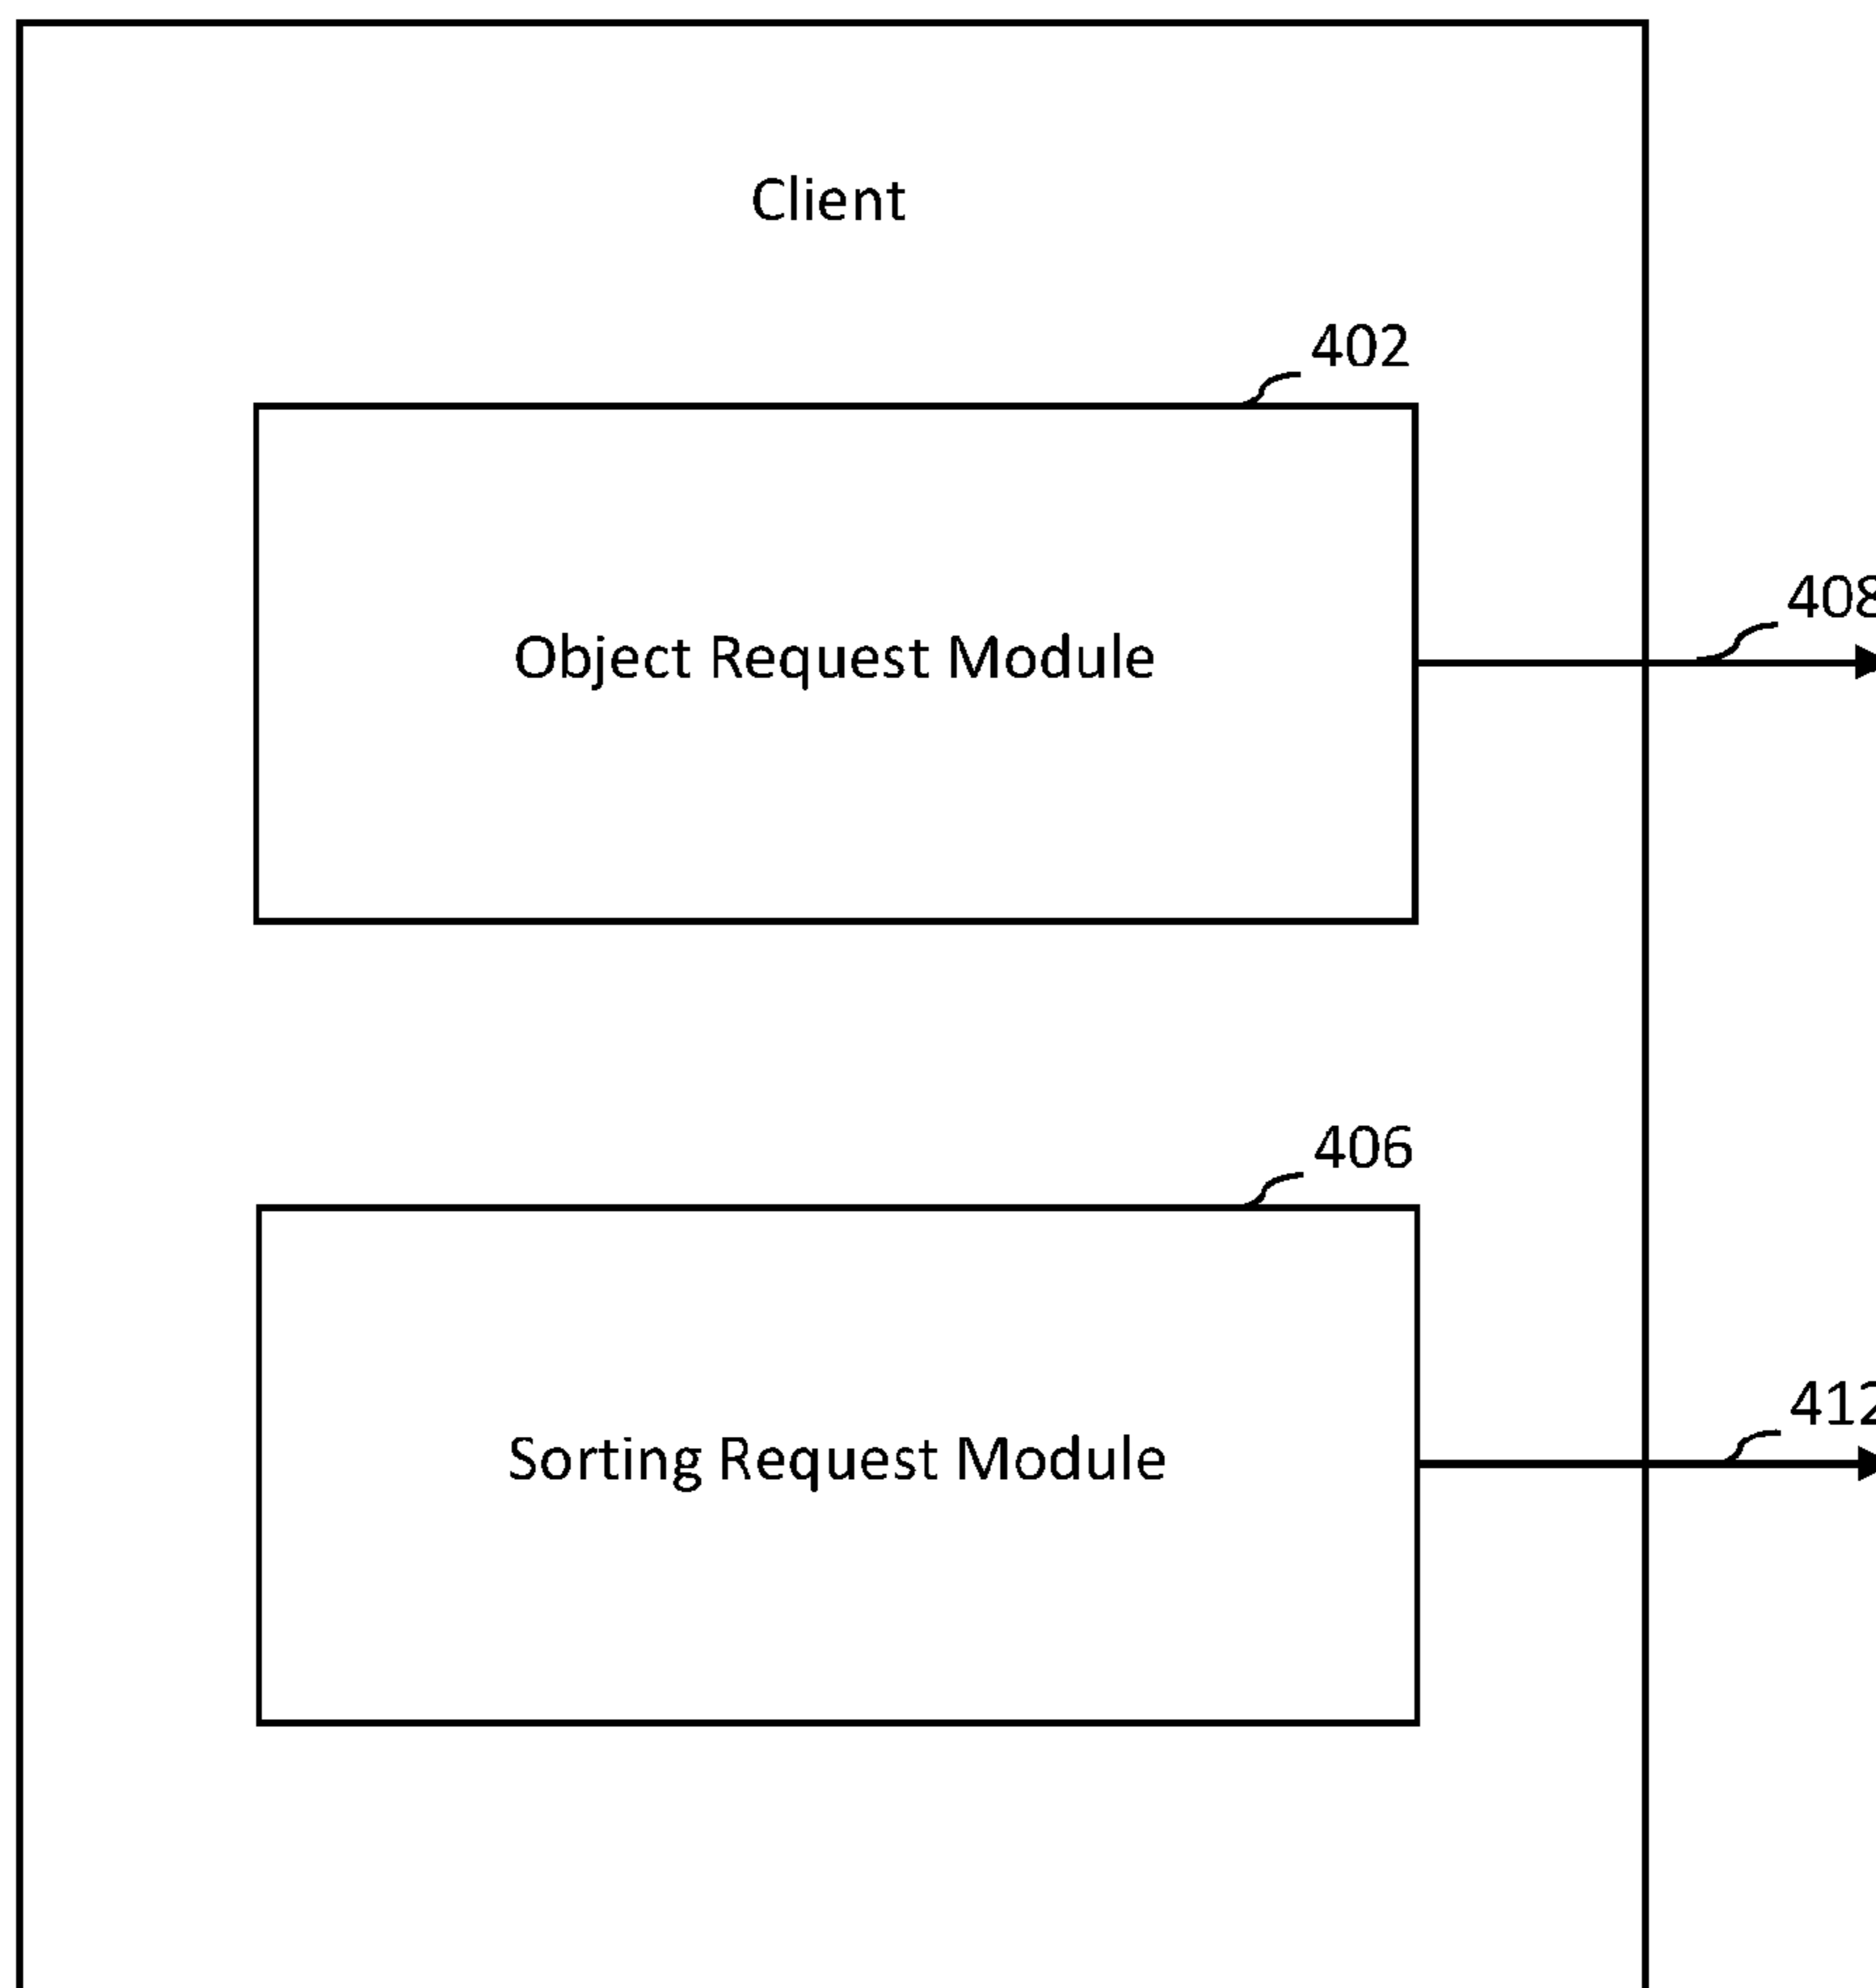 Client
402
Object Request Module
408
406
Sorting Request Module
412